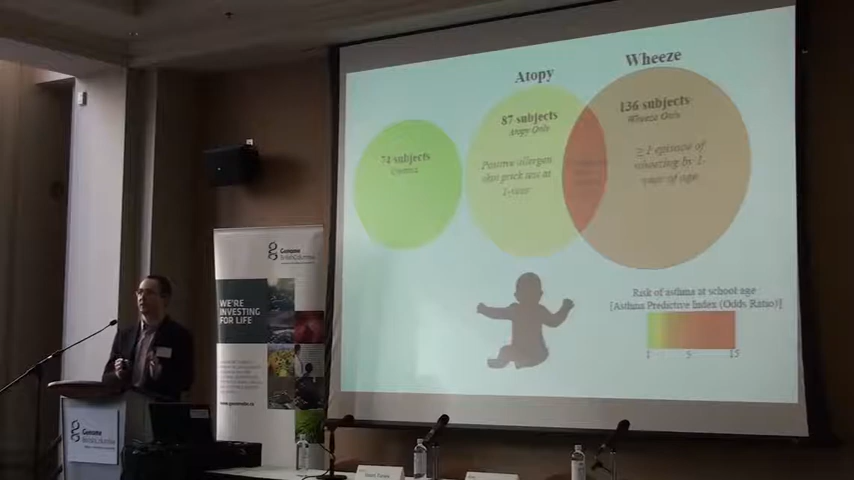 Atopy
Wheeze
87 subjects
Atopy Only
136 subjects
Wheeze Only
74 subjects
Positive allergen
skin prick test at
1-year
≥ 1 episode of
wheezing by 1-
year of age
Risk of asthma at school age
[Asthma Predictive Index (Odds Ratio)]
1
5
15
Genome
WE'RE
INVESTING
FOR LIFE
Genome